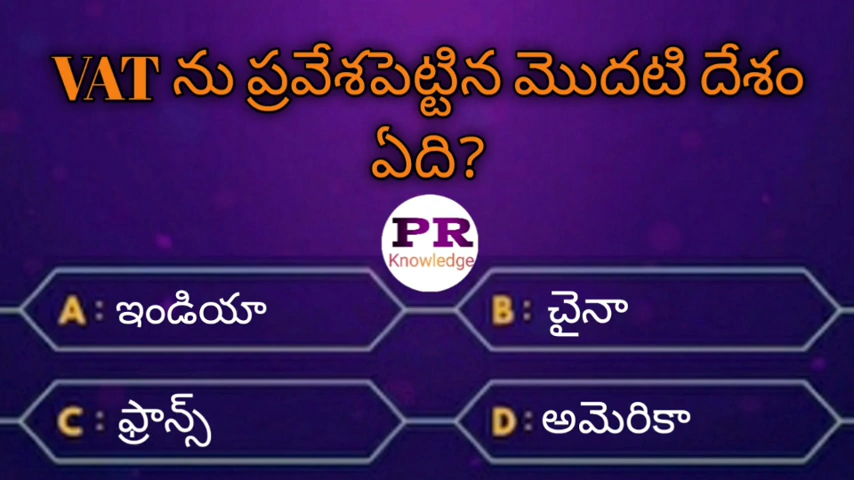 VAT ను ప్రవేశపెట్టిన మొదటి దేశం
ఏది?
PR
Knowledge
A : ఇండియా
B : చైనా
C : ఫ్రాన్స్
D : అమెరికా